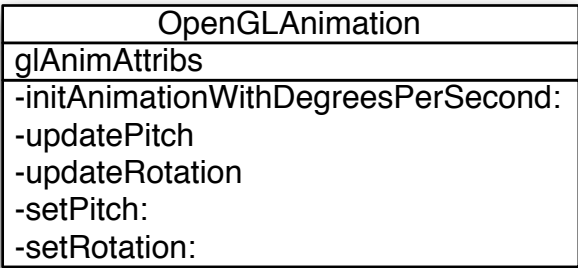 OpenGLAnimation
glAnimAttribs
-initAnimationWithDegreesPerSecond:
-updatePitch
-updateRotation
-setPitch:
-setRotation: